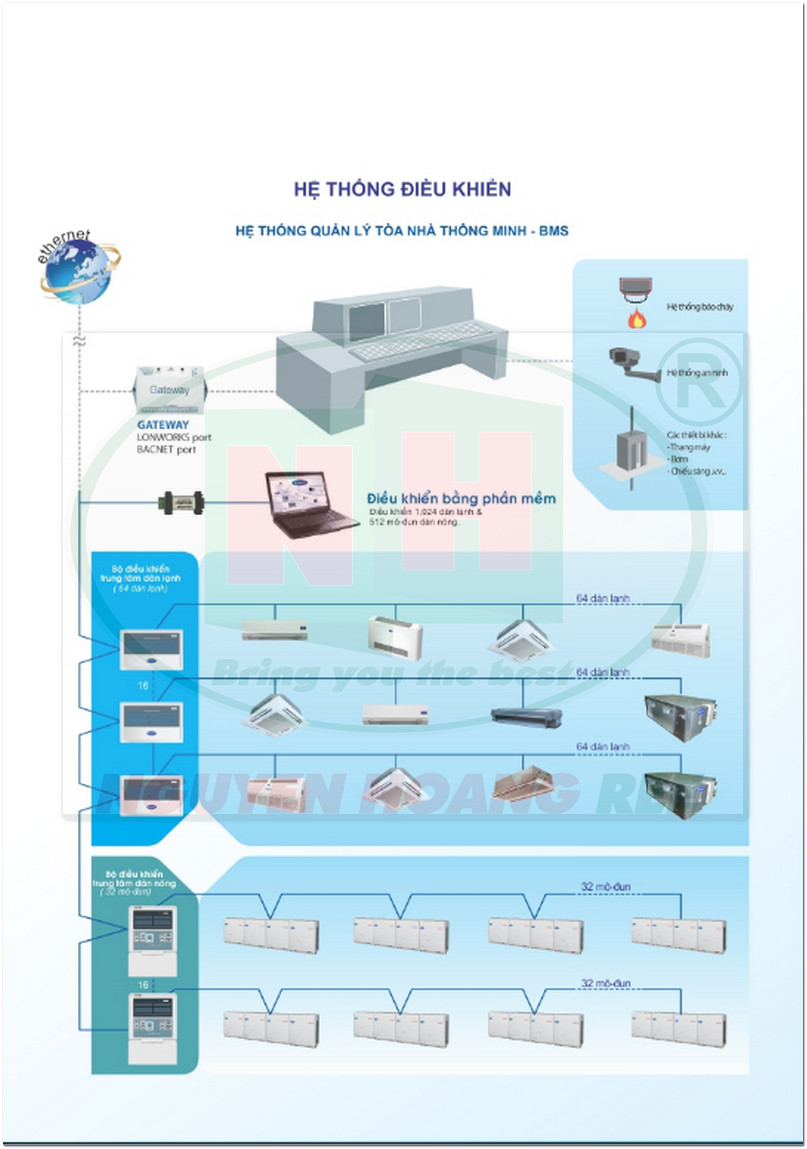 HỆ THỐNG ĐIỀU KHIỂN
HỆ THỐNG QUẢN LÝ TÒA NHÀ THÔNG MINH - BMS
ethernet
Hệ thống báo cháy
Gateway
Hệ thống an ninh
®
GATEWAY
LONWORKS port
BACNET port
Các thiết bị khác :
- Thang máy
- Bơm
- Chiếu sáng .v.v...
NH
Điều khiển bằng phần mềm
Điều khiển 1,024 dàn lạnh &
512 mô-đun dàn nóng.
Bộ điều khiển
trung tâm dàn lạnh
( 64 dàn lạnh)
64 dàn lạnh
Bring you the best
64 dàn lạnh
16
64 dàn lạnh
NGUYEN HOANG
Bộ điều khiển
trung tâm dàn nóng
( 32 mô-đun)
32 mô-đun
16
32 mô-đun